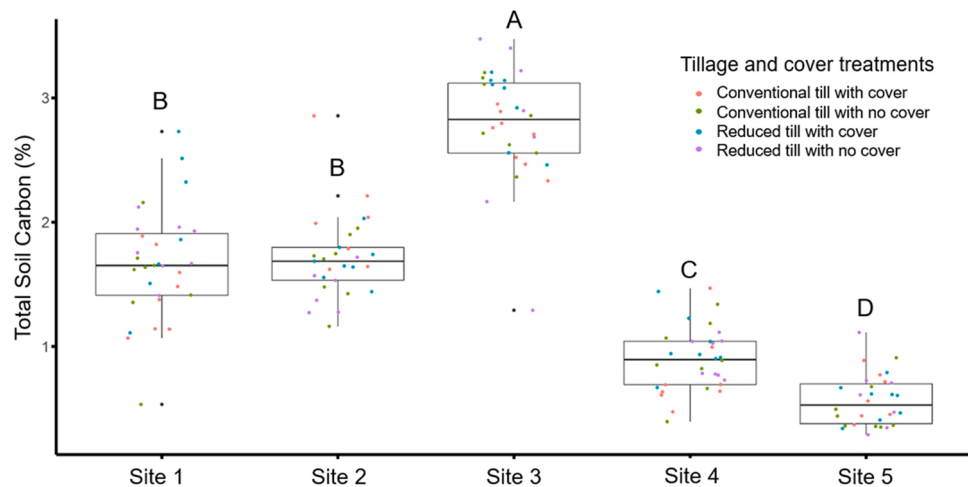 A
B
B
C
D
Total Soil Carbon (%)
3
2
1
Tillage and cover treatments
Conventional till with cover
Conventional till with no cover
Reduced till with cover
Reduced till with no cover
Site 1 Site 2 Site 3 Site 4 Site 5